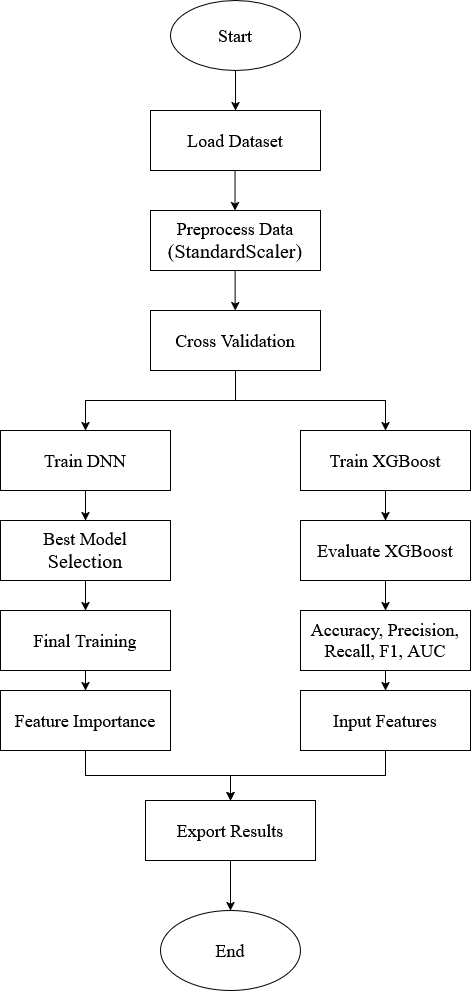 Start
Load Dataset
Preprocess Data
(StandardScaler)
Cross Validation
Train DNN
Train XGBoost
Best Model
Selection
Evaluate XGBoost
Final Training
Accuracy, Precision,
Recall, F1, AUC
Feature Importance
Input Features
Export Results
End